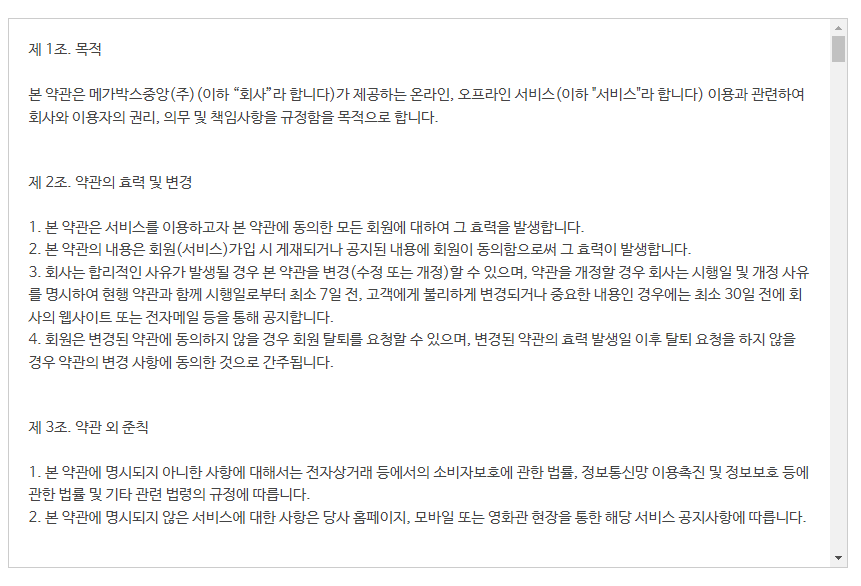 제 1조. 목적
본 약관은 메가박스중앙(주) (이하 “회사”라 합니다)가 제공하는 온라인, 오프라인 서비스(이하 "서비스"라 합니다) 이용과 관련하여
회사와 이용자의 권리, 의무 및 책임사항을 규정함을 목적으로 합니다.
제 2조. 약관의 효력 및 변경
1. 본 약관은 서비스를 이용하고자 본 약관에 동의한 모든 회원에 대하여 그 효력을 발생합니다.
2. 본 약관의 내용은 회원(서비스)가입 시 게재되거나 공지된 내용에 회원이 동의함으로써 그 효력이 발생합니다.
3. 회사는 합리적인 사유가 발생될 경우 본 약관을 변경(수정 또는 개정)할 수 있으며, 약관을 개정할 경우 회사는 시행일 및 개정 사유
를 명시하여 현행 약관과 함께 시행일로부터 최소 7일 전, 고객에게 불리하게 변경되거나 중요한 내용인 경우에는 최소 30일 전에 회
사의 웹사이트 또는 전자메일 등을 통해 공지합니다.
4. 회원은 변경된 약관에 동의하지 않을 경우 회원 탈퇴를 요청할 수 있으며, 변경된 약관의 효력 발생일 이후 탈퇴 요청을 하지 않을
경우 약관의 변경 사항에 동의한 것으로 간주됩니다.
제 3조. 약관 외 준칙
1. 본 약관에 명시되지 아니한 사항에 대해서는 전자상거래 등에서의 소비자보호에 관한 법률, 정보통신망 이용촉진 및 정보보호 등에
관한 법률 및 기타 관련 법령의 규정에 따릅니다.
2. 본 약관에 명시되지 않은 서비스에 대한 사항은 당사 홈페이지, 모바일 또는 영화관 현장을 통한 해당 서비스 공지사항에 따릅니다.